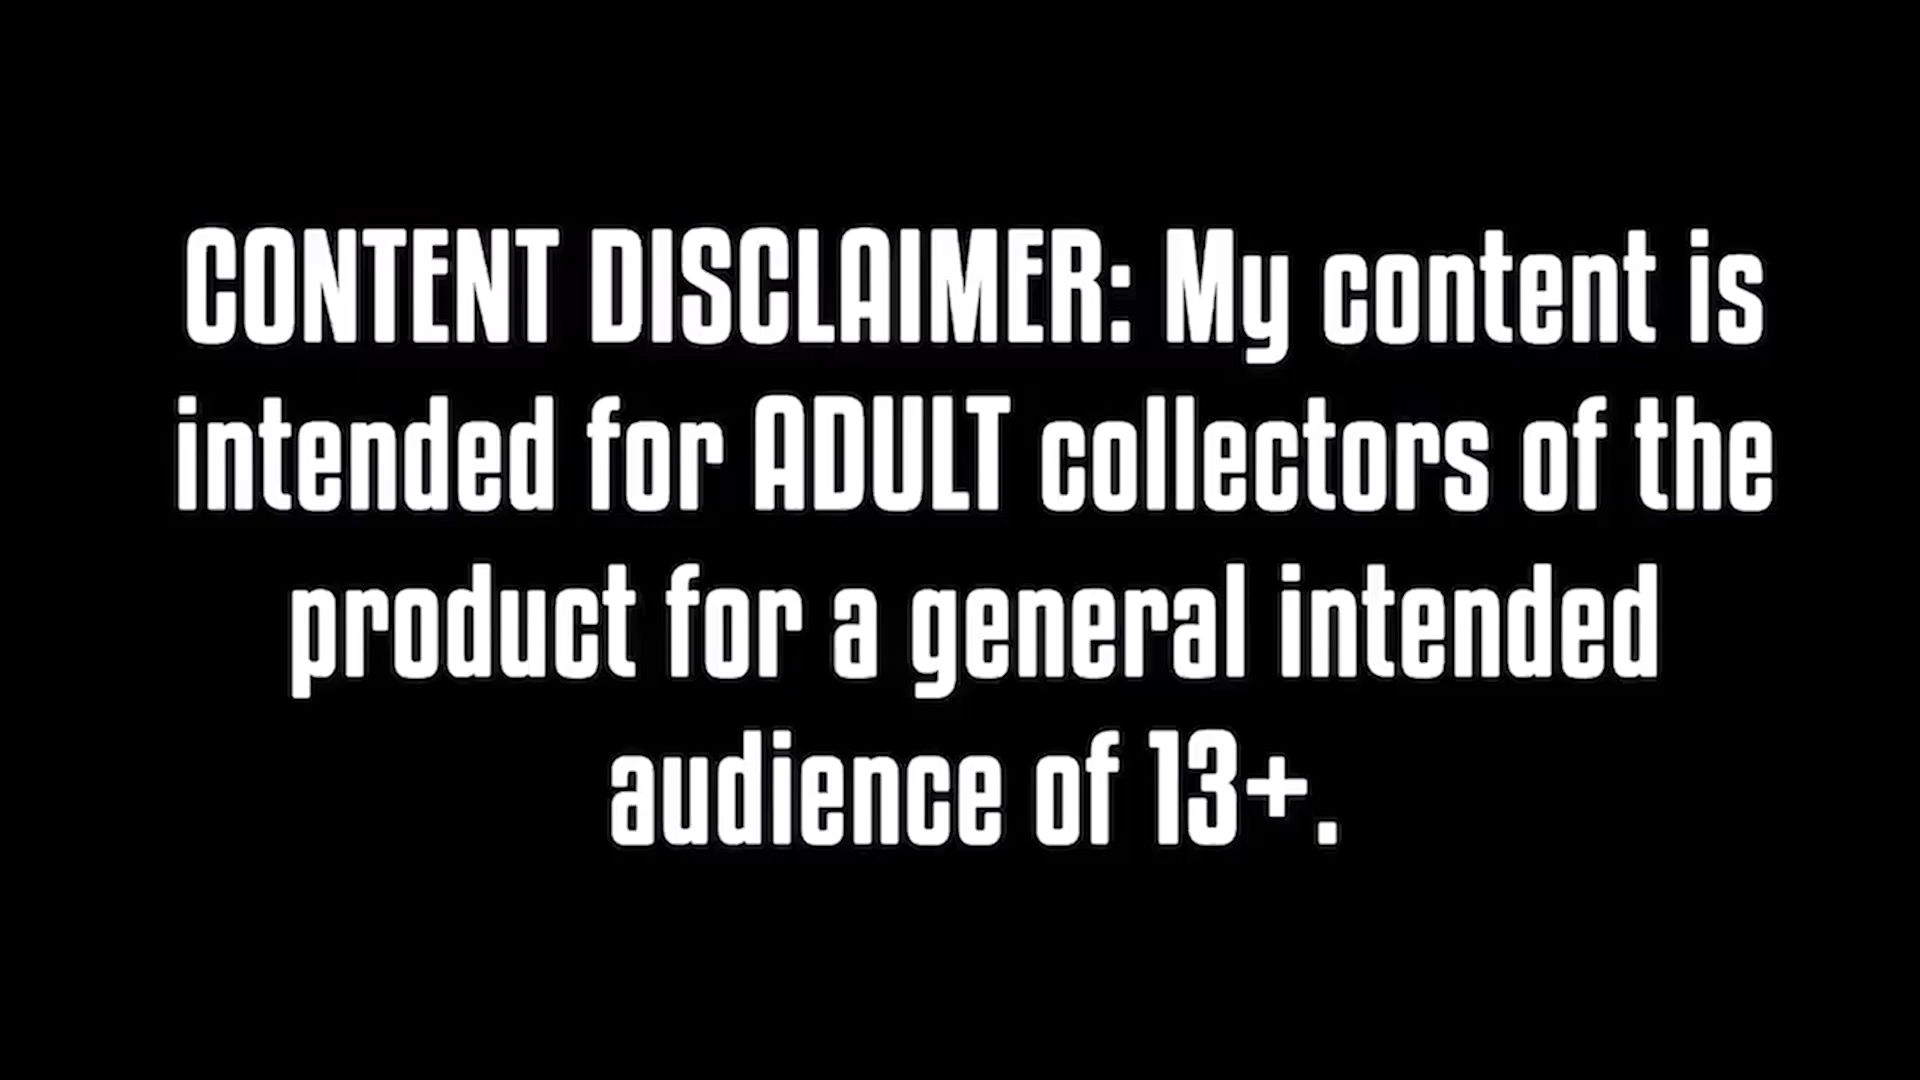 CONTENT DISCLAIMER: My content is
intended for ADULT collectors of the
product for a general intended
audience of 13+.